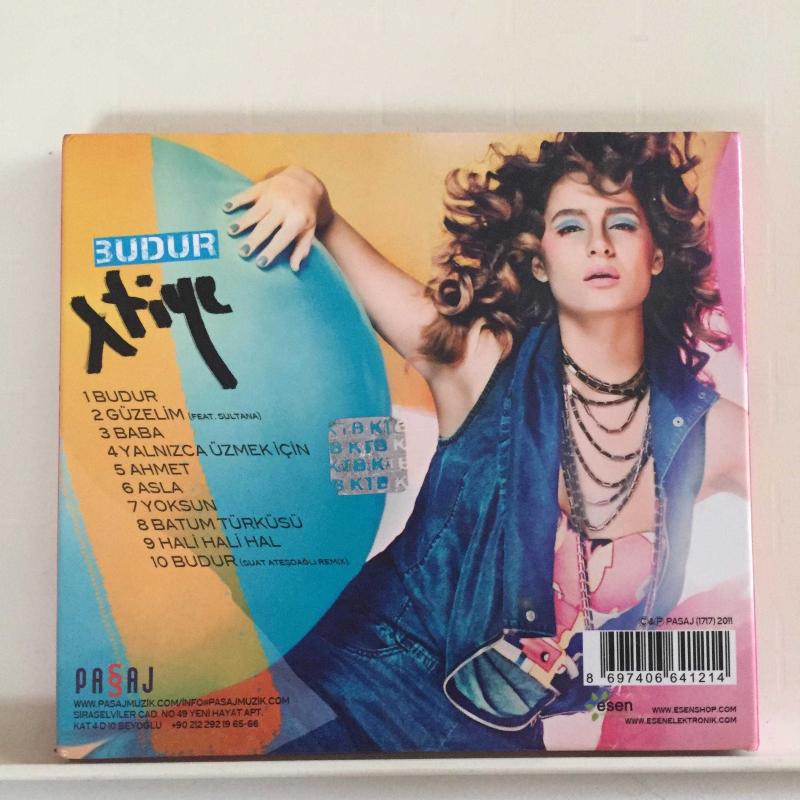 BUDUR
Atiye
1 BUDUR
2 GÜZELİM (FEAT. SULTANA)
3 BABA
4 YALNIZCA ÜZMEK İÇİN
5 AHMET
6 ASLA
7 YOKSUN
8 BATUM TÜRKÜSÜ
9 HALİ HALİ HAL
10 BUDUR (SUAT ATEŞDAĞLI REMIX)
KTB
PASAJ
WWW.PASAJMUZIK.COM/INFO@PASAJMUZIK.COM
SIRASELVİLER CAD. NO 49 YENİ HAYAT APT.
KAT 4 D 10 BEYOĞLU +90 212 292 19 65-66
©&℗ PASAJ (1717) 2011
8 697406 641214
esen
WWW.ESENSHOP.COM
WWW.ESENELEKTRONIK.COM